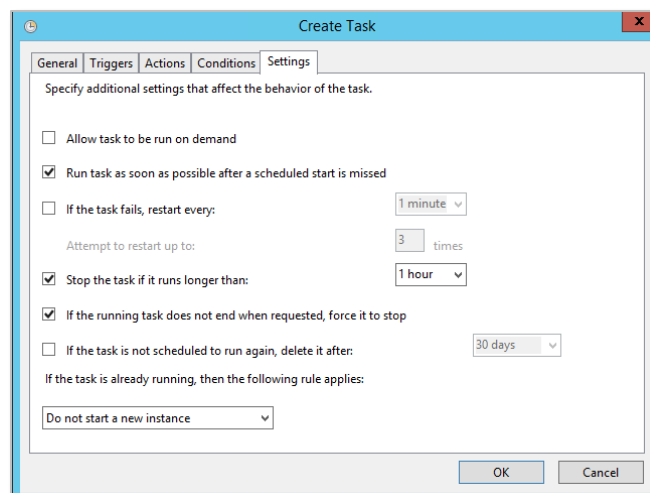 Create Task
x
General Triggers Actions Conditions Settings
Specify additional settings that affect the behavior of the task.
Allow task to be run on demand
Run task as soon as possible after a scheduled start is missed
If the task fails, restart every: 1 minute
Attempt to restart up to: 3 times
Stop the task if it runs longer than: 1 hour
If the running task does not end when requested, force it to stop
If the task is not scheduled to run again, delete it after: 30 days
If the task is already running, then the following rule applies:
Do not start a new instance
OK Cancel